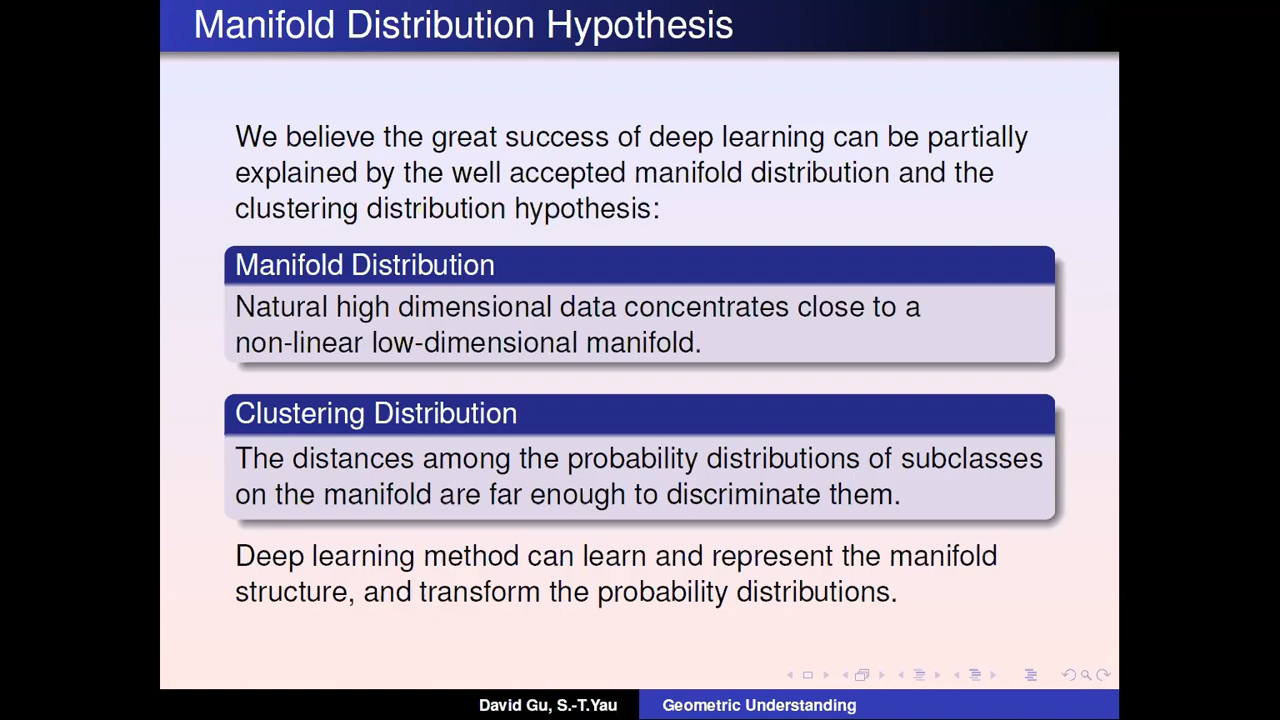 Manifold Distribution Hypothesis
We believe the great success of deep learning can be partially
explained by the well accepted manifold distribution and the
clustering distribution hypothesis:
Manifold Distribution
Natural high dimensional data concentrates close to a
non-linear low-dimensional manifold.
Clustering Distribution
The distances among the probability distributions of subclasses
on the manifold are far enough to discriminate them.
Deep learning method can learn and represent the manifold
structure, and transform the probability distributions.
David Gu, S.-T.Yau
Geometric Understanding